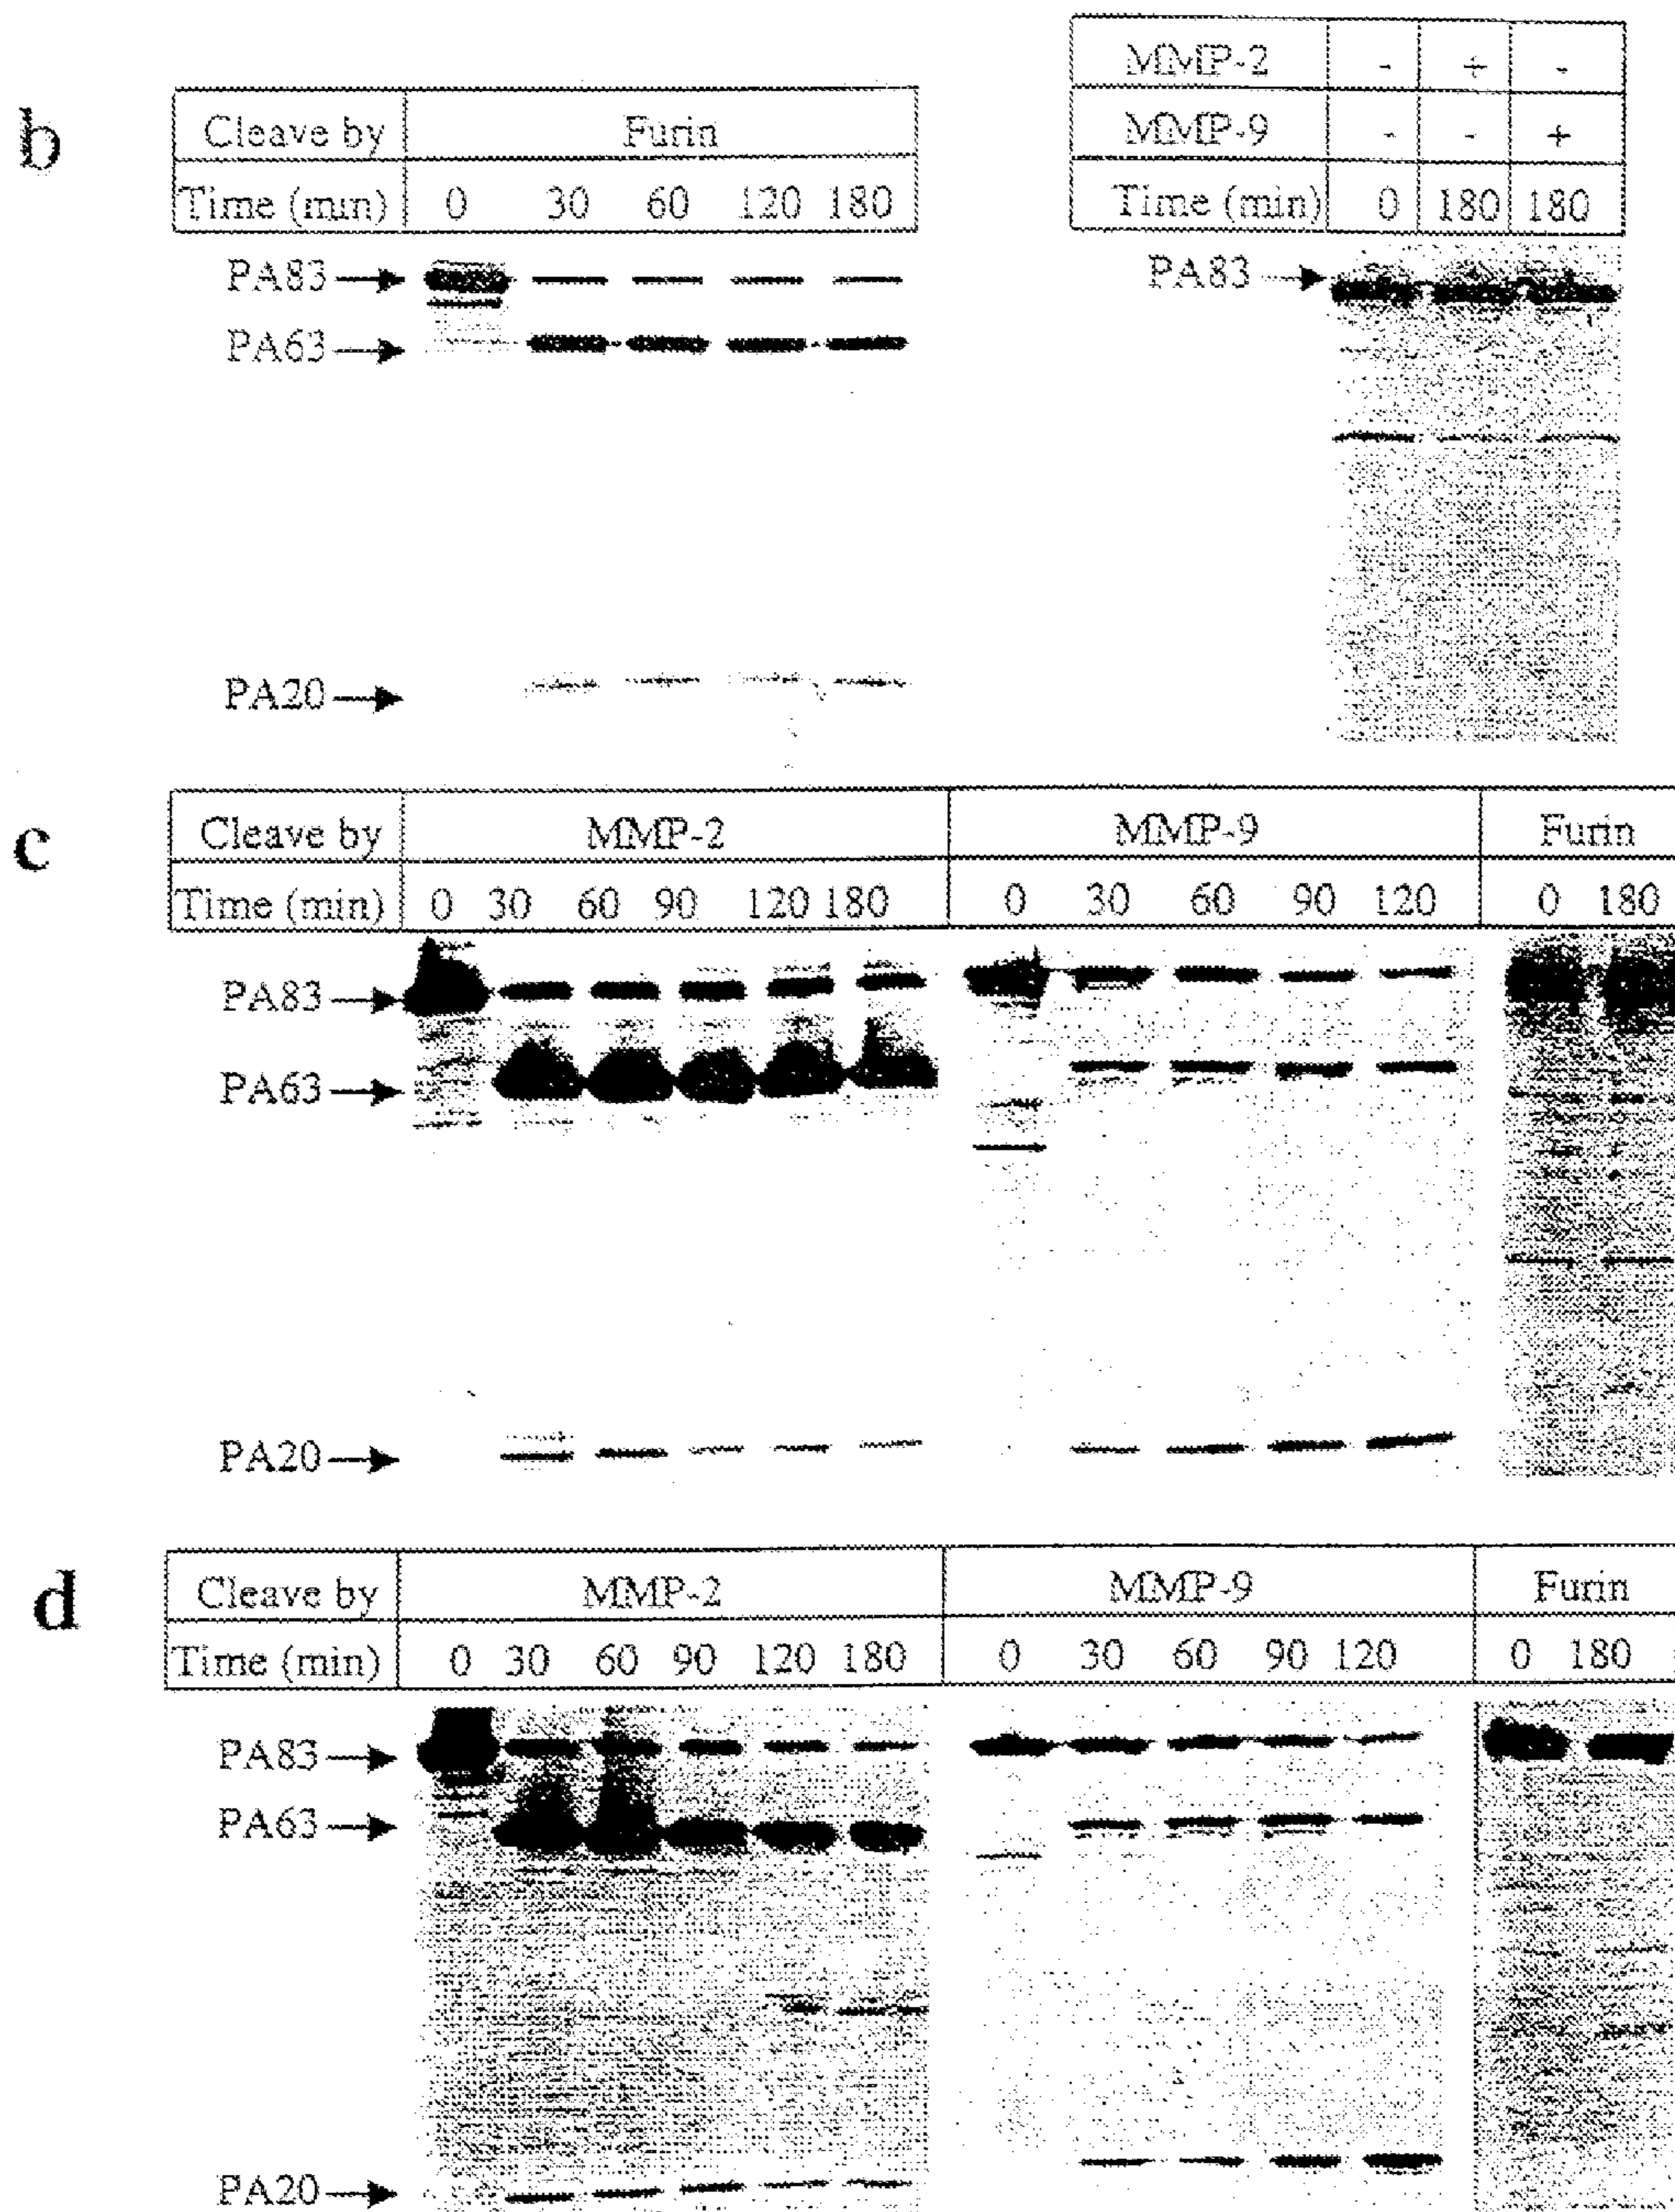 b
Cleave by Furin
Time (min) 0 30 60 120 180
PA83
PA63
PA20
MMP-2 - + -
MMP-9 - - +
Time (min) 0 180 180
PA83
c
Cleave by MMP-2 MMP-9 Furin
Time (min) 0 30 60 90 120 180 0 30 60 90 120 0 180
PA83
PA63
PA20
d
Cleave by MMP-2 MMP-9 Furin
Time (min) 0 30 60 90 120 180 0 30 60 90 120 0 180
PA83
PA63
PA20